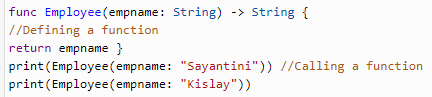 func Employee(empname: String) -> String {
//Defining a function
return empname }
print(Employee(empname: "Sayantini")) //Calling a function
print(Employee(empname: "Kislay"))